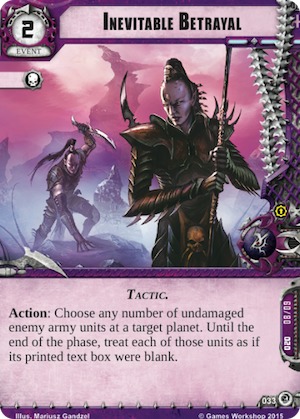 Inevitable Betrayal
2
EVENT
Tactic.
Action: Choose any number of undamaged
enemy army units at a target planet. Until the
end of the phase, treat each of those units as if
its printed text box were blank.
033
Illus. Mariusz Gandzel
© Games Workshop 2015